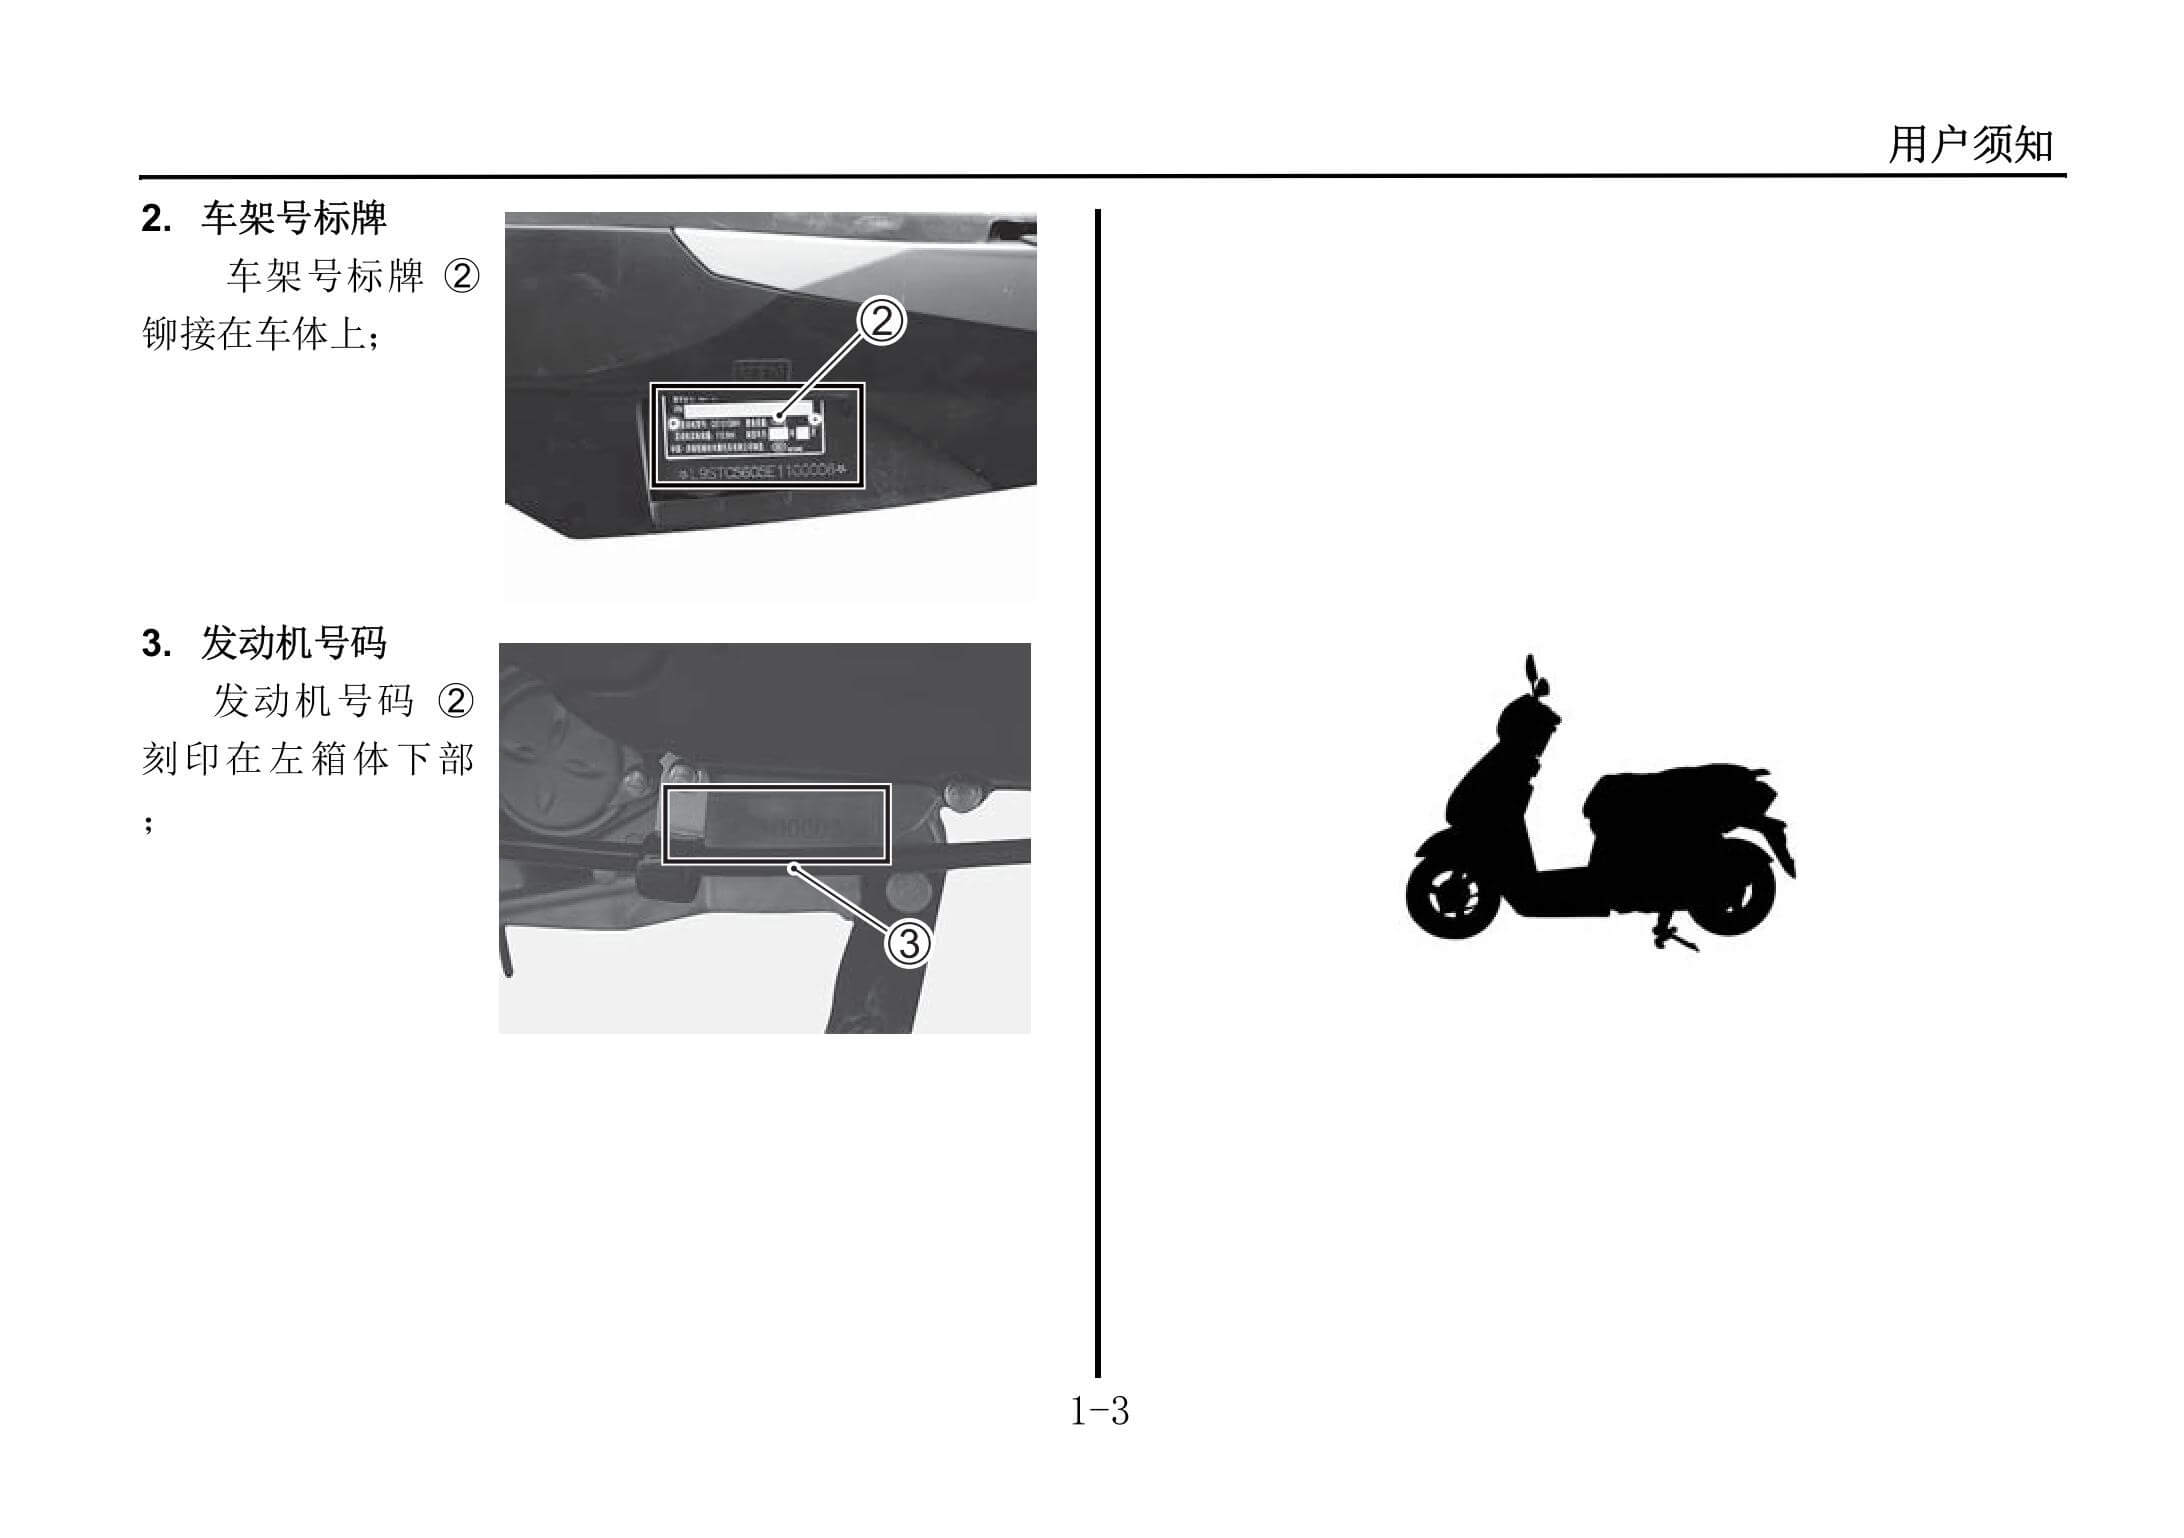 用户须知
2. 车架号标牌
车架号标牌 ②
铆接在车体上；
②
3. 发动机号码
发动机号码 ②
刻印在左箱体下部
；
③
1-3